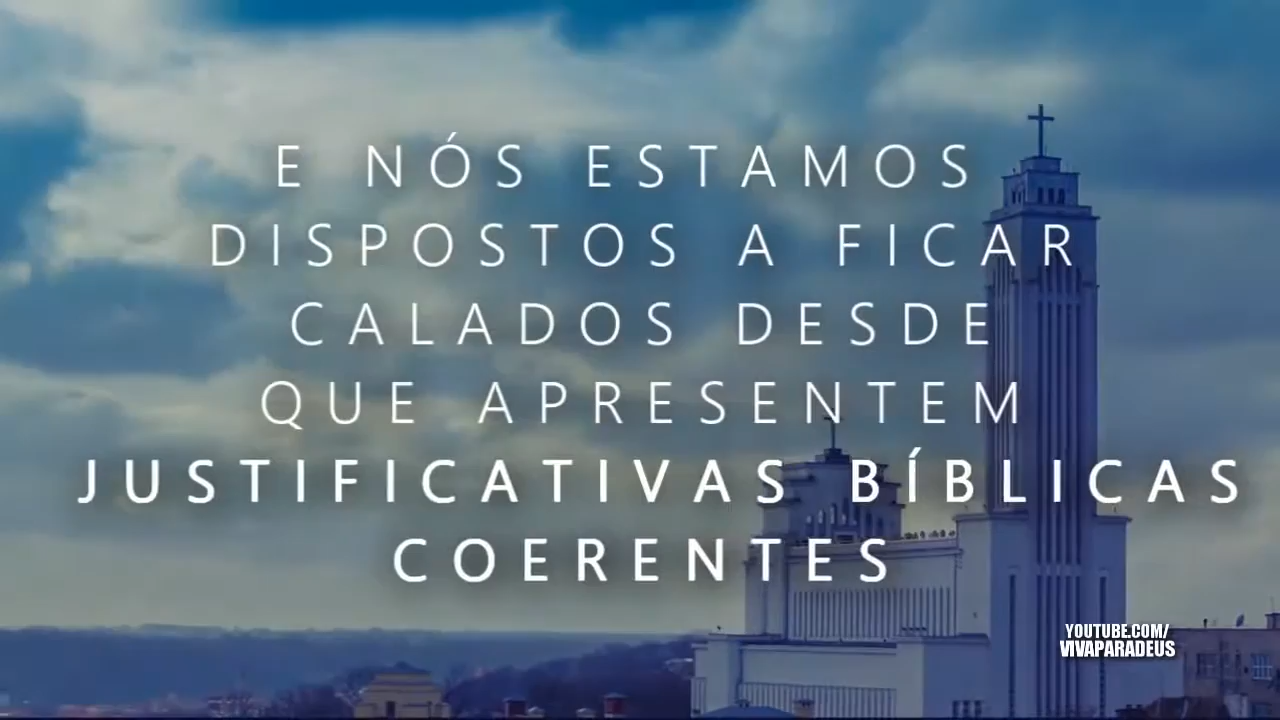 E NÓS ESTAMOS
DISPOSTOS A FICAR
CALADOS DESDE
QUE APRESENTEM
JUSTIFICATIVAS BÍBLICAS
COERENTES
YOUTUBE.COM/
VIVAPARADEUS